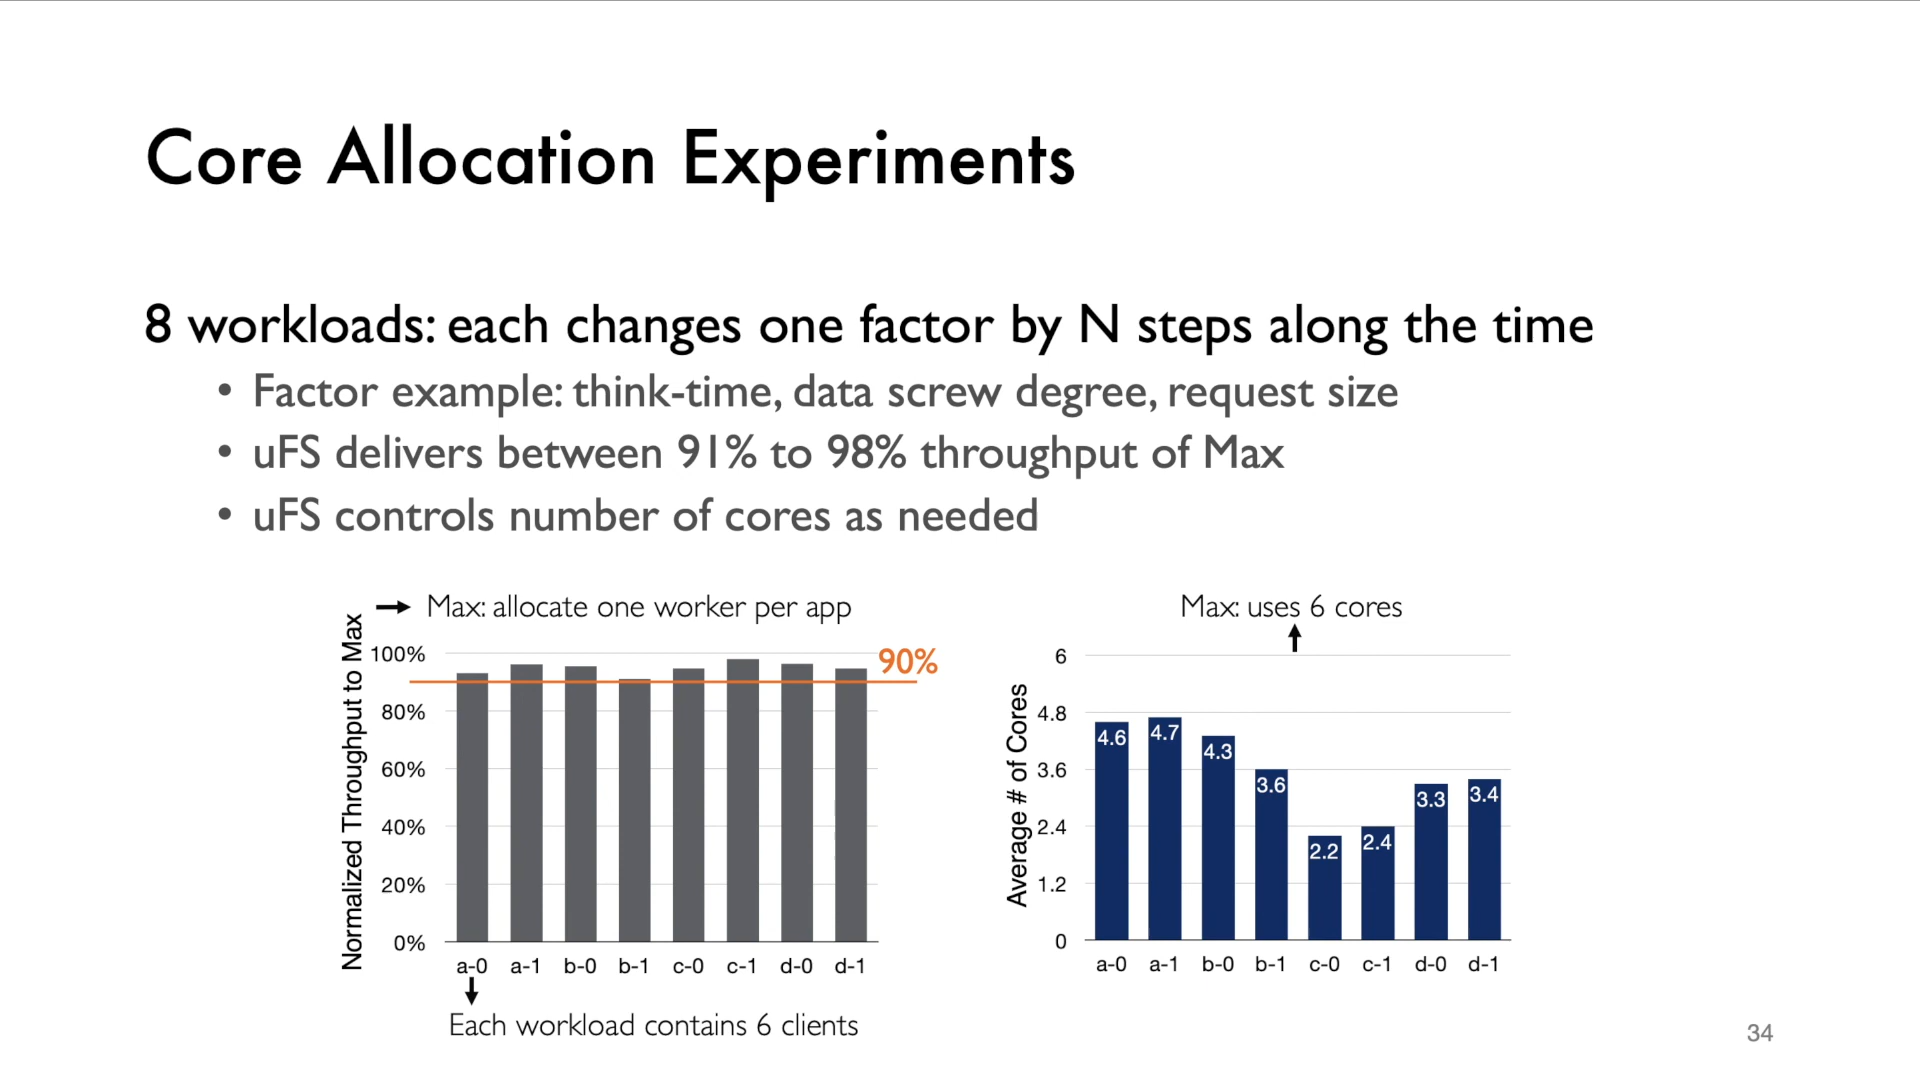 Core Allocation Experiments
8 workloads: each changes one factor by N steps along the time
• Factor example: think-time, data screw degree, request size
• uFS delivers between 91% to 98% throughput of Max
• uFS controls number of cores as needed
Max: allocate one worker per app
Normalized Throughput to Max
100%
90%
80%
60%
40%
20%
0%
a-0 a-1 b-0 b-1 c-0 c-1 d-0 d-1
Each workload contains 6 clients
Max: uses 6 cores
Average # of Cores
6
4.8
3.6
2.4
1.2
0
4.6 4.7 4.3 3.6 2.2 2.4 3.3 3.4
a-0 a-1 b-0 b-1 c-0 c-1 d-0 d-1
34